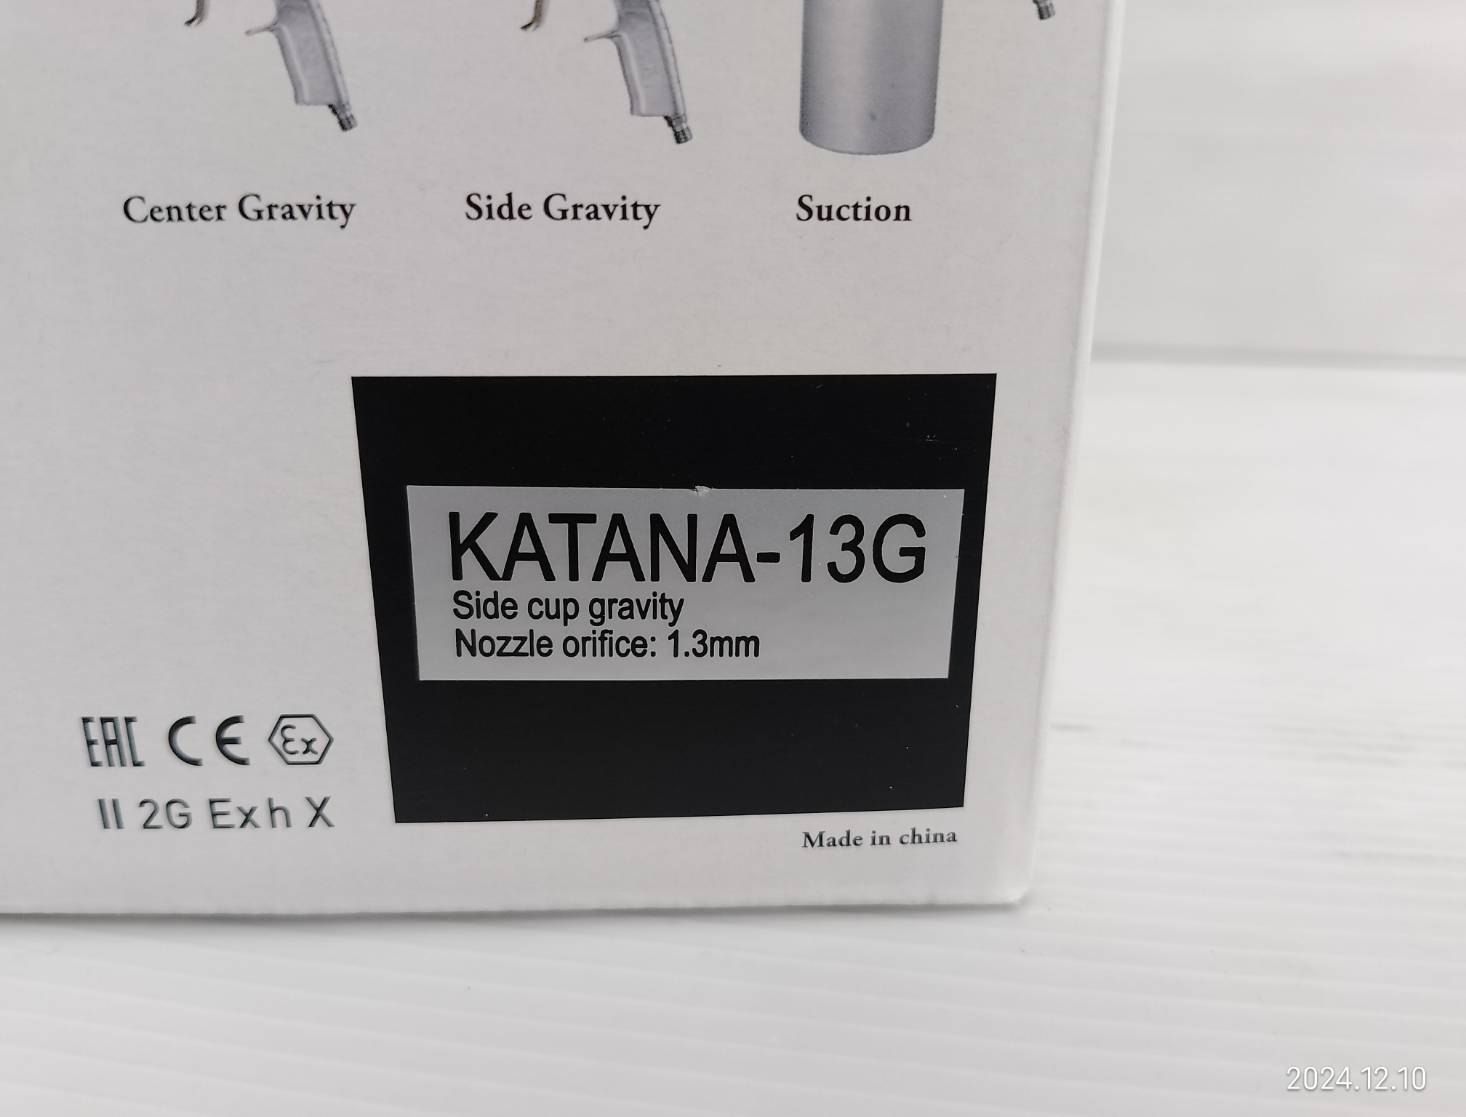 Center Gravity
Side Gravity
Suction
KATANA-13G
Side cup gravity
Nozzle orifice: 1.3mm
EAC CE Ex
II 2G Ex h X
Made in china
2024.12.10